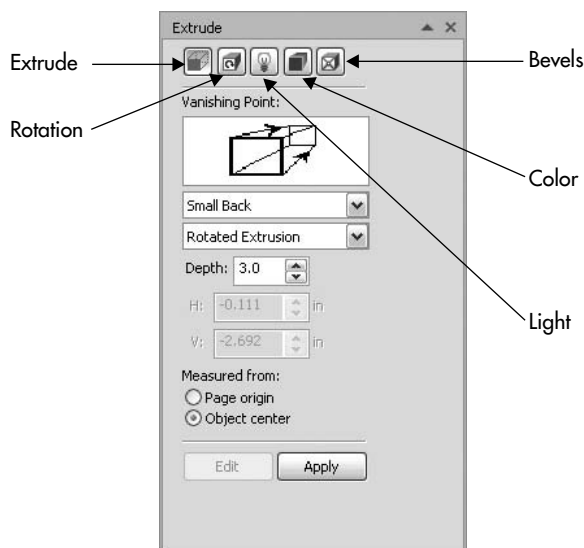 Extrude
Extrude
Bevels
Rotation
Vanishing Point:
Color
Small Back
Rotated Extrusion
Depth: 3.0
H: -0.111 in
Light
V: -2.692 in
Measured from:
Page origin
Object center
Edit Apply